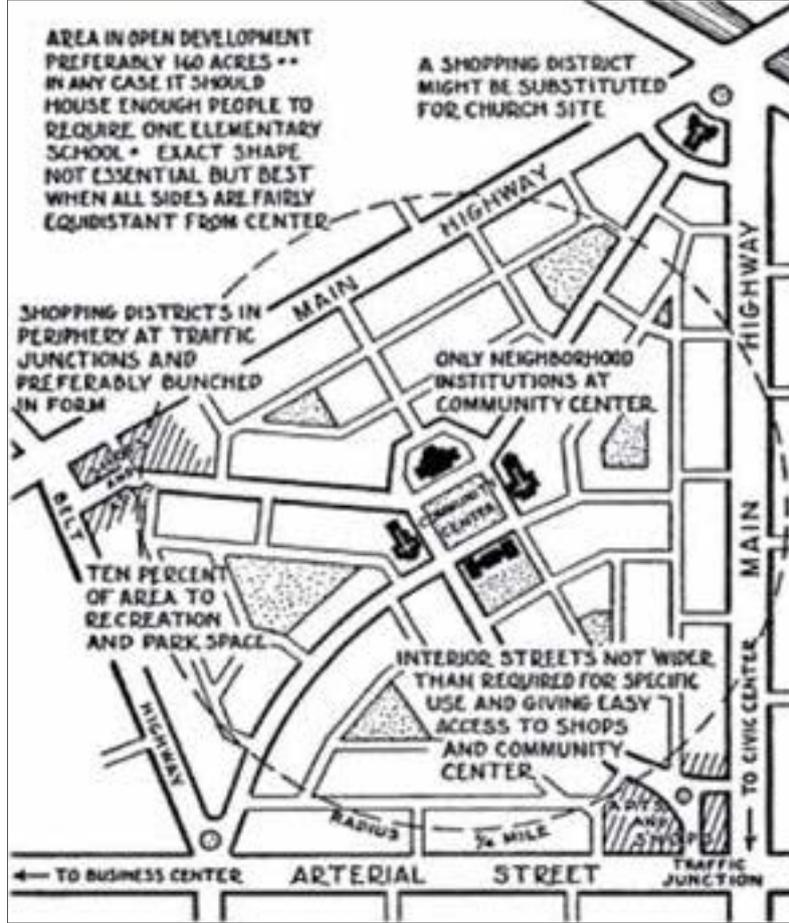 AREA IN OPEN DEVELOPMENT
PREFERABLY 160 ACRES **
IN ANY CASE IT SHOULD
HOUSE ENOUGH PEOPLE TO
REQUIRE ONE ELEMENTARY
SCHOOL • EXACT SHAPE
NOT ESSENTIAL BUT BEST
WHEN ALL SIDES ARE FAIRLY
EQUIDISTANT FROM CENTER
A SHOPPING DISTRICT
MIGHT BE SUBSTITUTED
FOR CHURCH SITE
MAIN HIGHWAY
HIGHWAY
MAIN
SHOPPING DISTRICTS IN
PERIPHERY AT TRAFFIC
JUNCTIONS AND
PREFERABLY BUNCHED
IN FORM
ONLY NEIGHBORHOOD
INSTITUTIONS AT
COMMUNITY CENTER
AND
BELT
HIGHWAY
COMMUNITY
CENTER
TEN PERCENT
OF AREA TO
RECREATION
AND PARK SPACE
INTERIOR STREETS NOT WIDER
THAN REQUIRED FOR SPECIFIC
USE AND GIVING EASY
ACCESS TO SHOPS
AND COMMUNITY
CENTER
TO CIVIC CENTER
APTS
AND
SHOPS
RADIUS ¼ MILE
TO BUSINESS CENTER
ARTERIAL STREET
TRAFFIC
JUNCTION